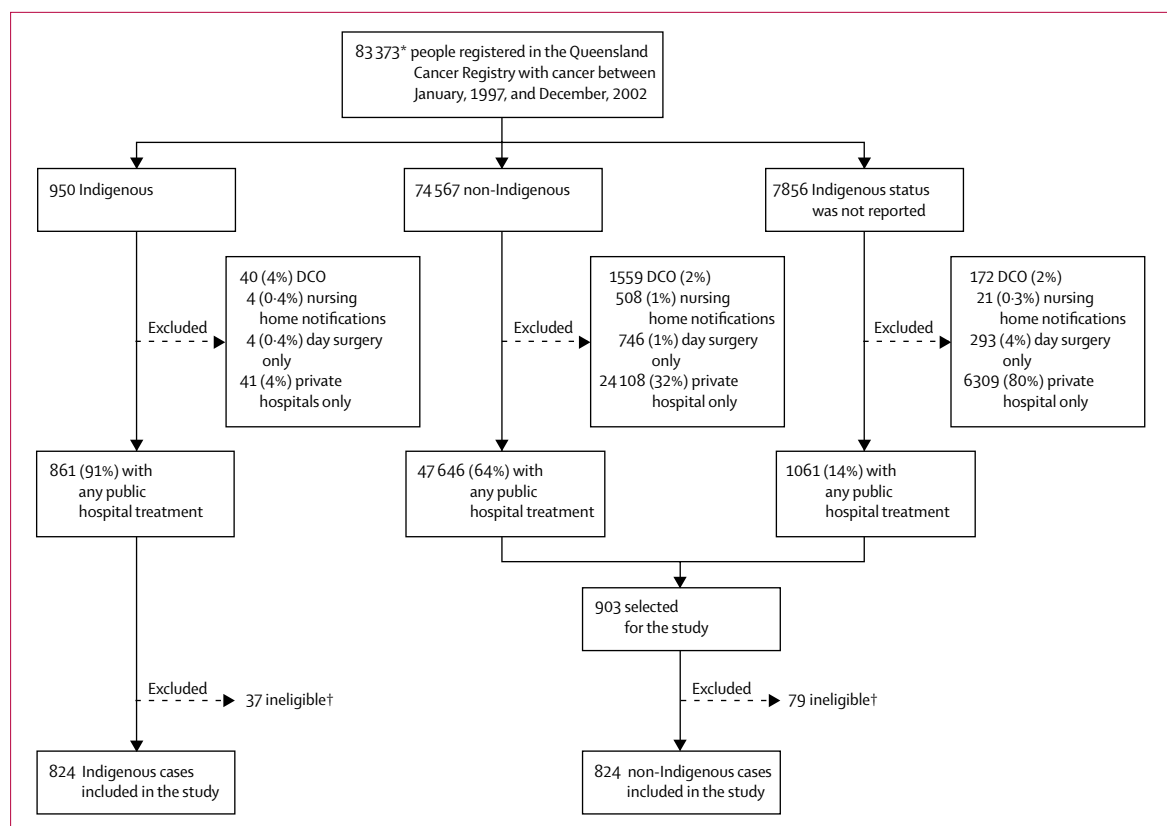 83 373* people registered in the Queensland
Cancer Registry with cancer between
January, 1997, and December, 2002
950 Indigenous
74 567 non-Indigenous
7856 Indigenous status
was not reported
Excluded
40 (4%) DCO
4 (0·4%) nursing
home notifications
4 (0·4%) day surgery
only
41 (4%) private
hospitals only
Excluded
1559 DCO (2%)
508 (1%) nursing
home notifications
746 (1%) day surgery
only
24 108 (32%) private
hospital only
Excluded
172 DCO (2%)
21 (0·3%) nursing
home notifications
293 (4%) day surgery
only
6309 (80%) private
hospital only
861 (91%) with
any public
hospital treatment
47 646 (64%) with
any public
hospital treatment
1061 (14%) with
any public
hospital treatment
903 selected
for the study
Excluded
37 ineligible†
Excluded
79 ineligible†
824 Indigenous cases
included in the study
824 non-Indigenous cases
included in the study